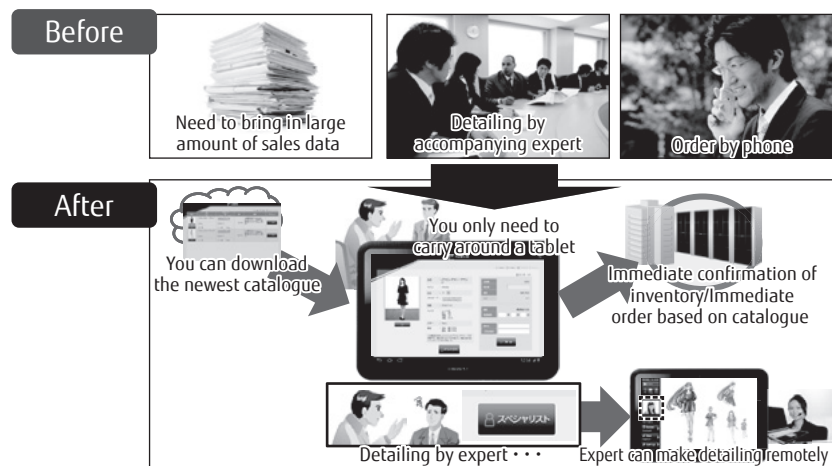 Before
Need to bring in large
amount of sales data
Detailing by
accompanying expert
Order by phone
After
You can download
the newest catalogue
You only need to
carry around a tablet
Immediate confirmation of
inventory/Immediate
order based on catalogue
スペシャリスト
Detailing by expert・・・
Expert can make detailing remotely